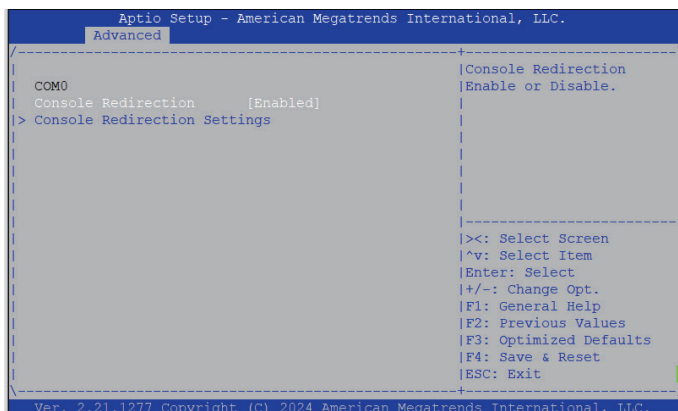 Aptio Setup - American Megatrends International, LLC.
Advanced
Console Redirection
COM0
Enable or Disable.
Console Redirection [Enabled]
> Console Redirection Settings
><: Select Screen
^v: Select Item
Enter: Select
+/-: Change Opt.
F1: General Help
F2: Previous Values
F3: Optimized Defaults
F4: Save & Reset
ESC: Exit
Ver. 2.21.1277 Copyright (C) 2024 American Megatrends International, LLC.